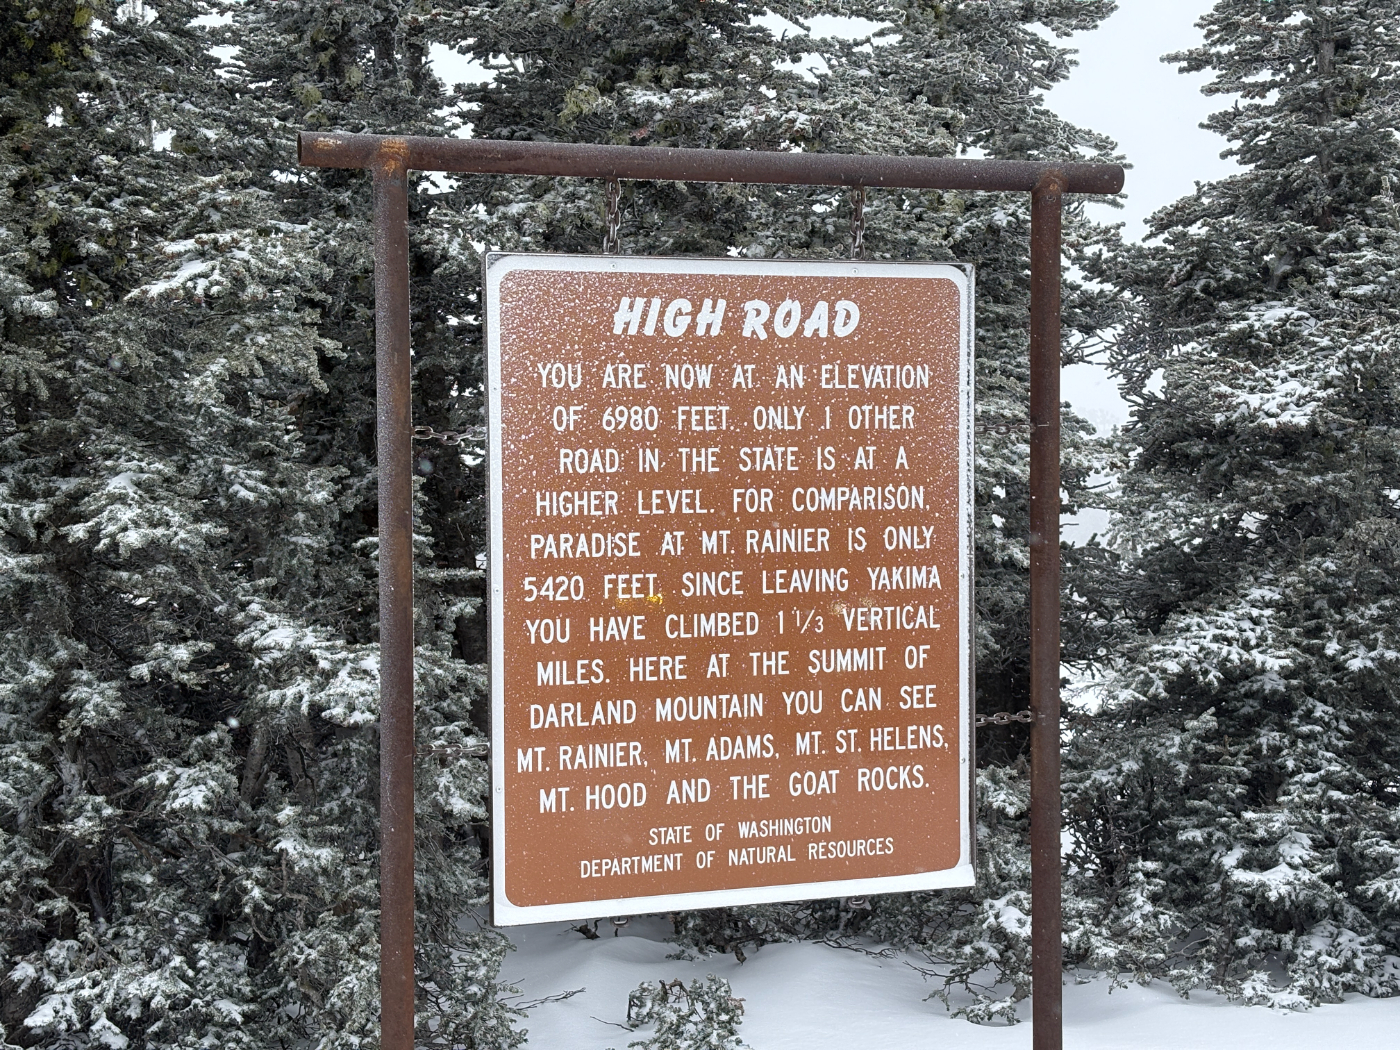 HIGH ROAD
YOU ARE NOW AT AN ELEVATION
OF 6980 FEET. ONLY 1 OTHER
ROAD IN THE STATE IS AT A
HIGHER LEVEL. FOR COMPARISON,
PARADISE AT MT. RAINIER IS ONLY
5420 FEET. SINCE LEAVING YAKIMA
YOU HAVE CLIMBED 1 1/3 VERTICAL
MILES. HERE AT THE SUMMIT OF
DARLAND MOUNTAIN YOU CAN SEE
MT. RAINIER, MT. ADAMS, MT. ST. HELENS,
MT. HOOD AND THE GOAT ROCKS.
STATE OF WASHINGTON
DEPARTMENT OF NATURAL RESOURCES